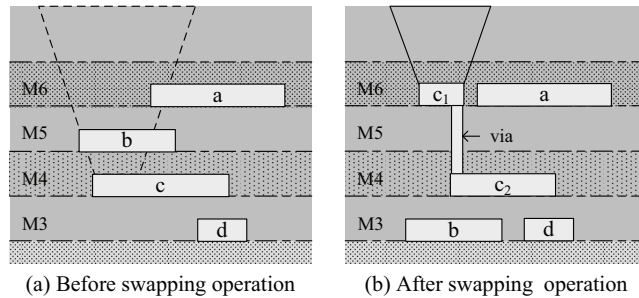 M6
a
M5
b
M4
c
M3
d
(a) Before swapping operation
M6
c1
a
M5
via
M4
c2
M3
b
d
(b) After swapping operation